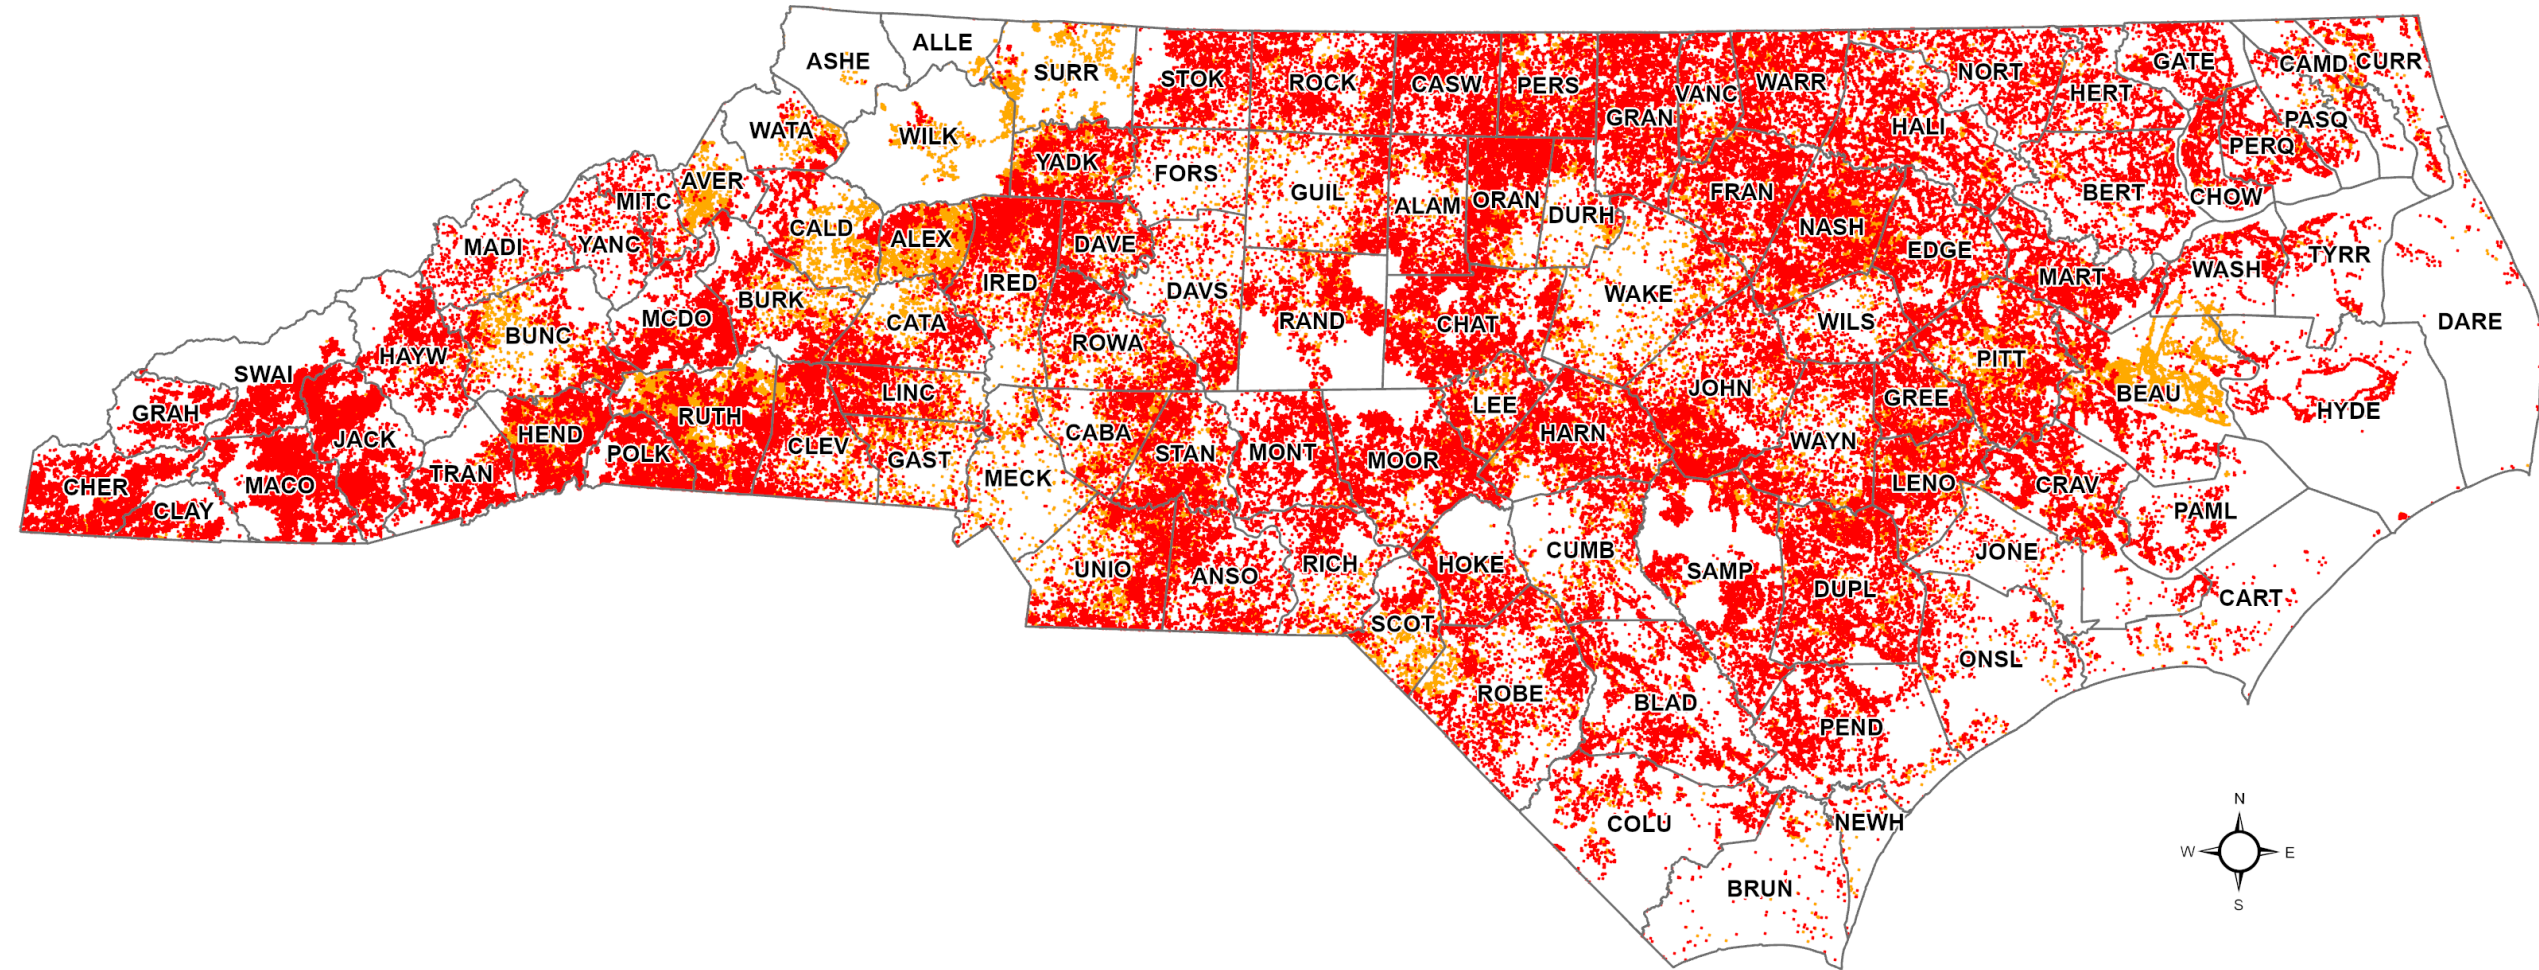 ALLE
ASHE
SURR
STOK
ROCK
CASW
PERS
GRAN
VANC
WARR
NORT
GATE
CAMD
CURR
HERT
HALI
PASQ
PERQ
WATA
WILK
YADK
FORS
GUIL
ALAM
ORAN
DURH
FRAN
NASH
BERT
CHOW
AVER
MITC
CALD
ALEX
DAVE
EDGE
MADI
YANC
IRED
DAVS
WAKE
MART
WASH
TYRR
BURK
BUNC
MCDO
CATA
ROWA
RAND
CHAT
WILS
DARE
HAYW
PITT
SWAI
GRAH
LINC
RUTH
JOHN
GREE
BEAU
HYDE
LEE
JACK
HEND
POLK
CLEV
GAST
CABA
STAN
MONT
MOOR
HARN
WAYN
CHER
CLAY
MACO
TRAN
MECK
LENO
CRAV
PAML
UNIO
ANSO
RICH
HOKE
CUMB
SAMP
DUPL
JONE
CART
SCOT
ROBE
BLAD
ONSL
PEND
COLU
NEWH
BRUN
N
W E
S